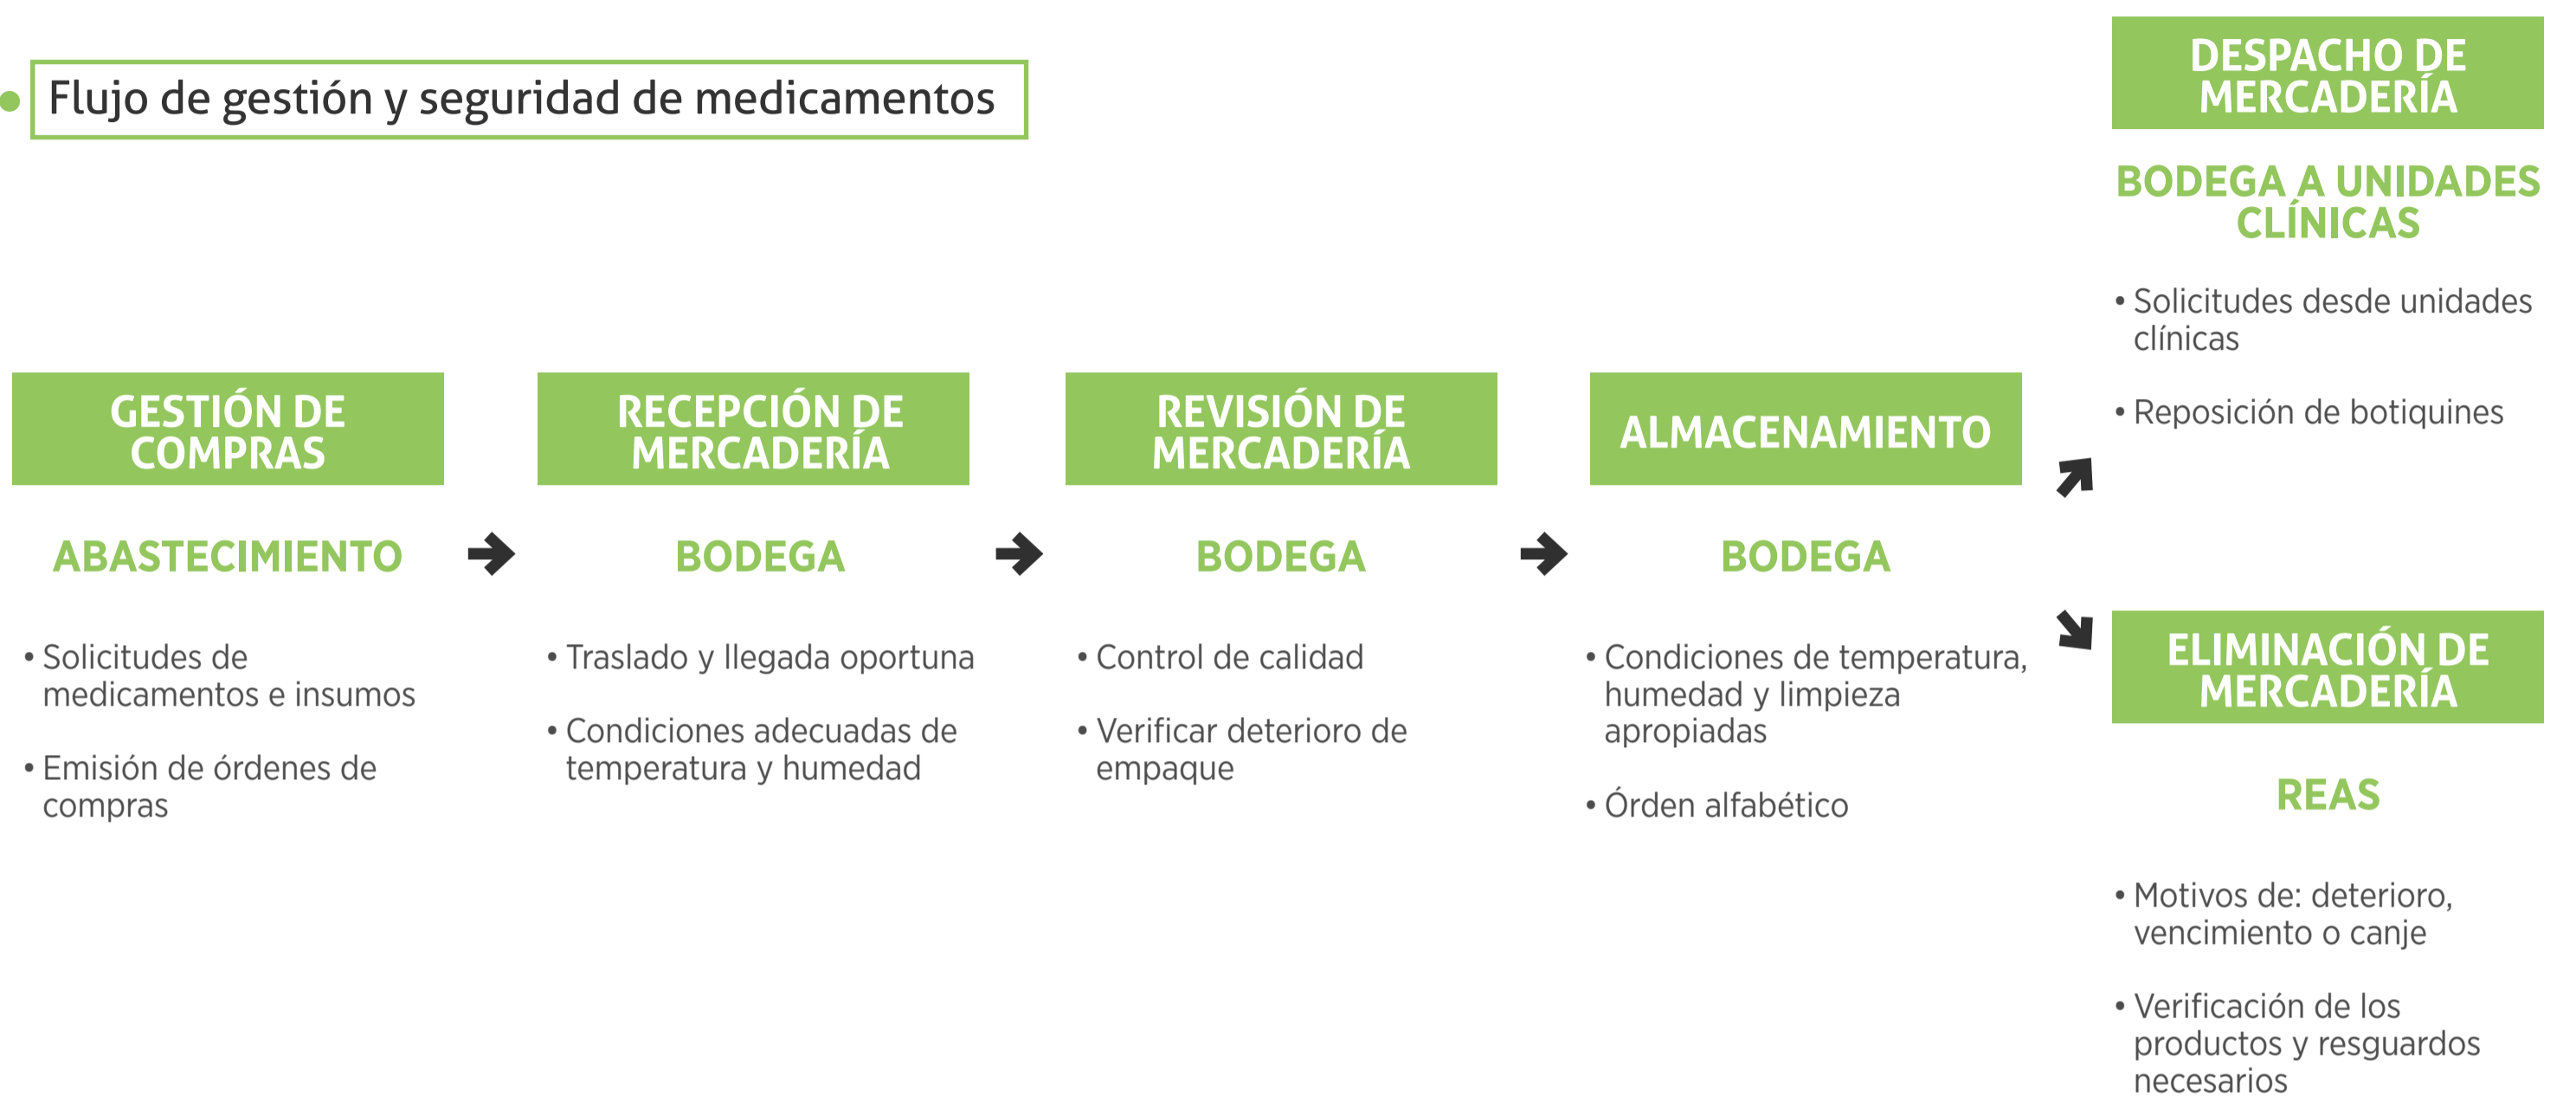 Flujo de gestión y seguridad de medicamentos
GESTIÓN DE
COMPRAS
ABASTECIMIENTO
• Solicitudes de
medicamentos e insumos
• Emisión de órdenes de
compras
RECEPCIÓN DE
MERCADERÍA
BODEGA
• Traslado y llegada oportuna
• Condiciones adecuadas de
temperatura y humedad
REVISIÓN DE
MERCADERÍA
BODEGA
• Control de calidad
• Verificar deterioro de
empaque
ALMACENAMIENTO
BODEGA
• Condiciones de temperatura,
humedad y limpieza
apropiadas
• Órden alfabético
DESPACHO DE
MERCADERÍA
BODEGA A UNIDADES
CLÍNICAS
• Solicitudes desde unidades
clínicas
• Reposición de botiquines
ELIMINACIÓN DE
MERCADERÍA
REAS
• Motivos de: deterioro,
vencimiento o canje
• Verificación de los
productos y resguardos
necesarios